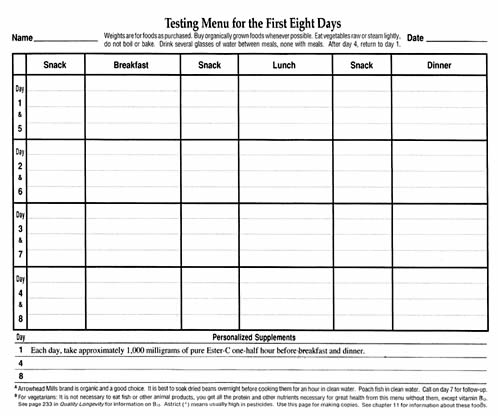 Testing Menu for the First Eight Days
Name
Weights are for foods as purchased. Buy organically grown foods whenever possible. Eat vegetables raw or steam lightly,
do not boil or bake. Drink several glasses of water between meals, none with meals. After day 4, return to day 1.
Date
Snack Breakfast Snack Lunch Snack Dinner
Day
1
&
5
Day
2
&
6
Day
3
&
7
Day
4
&
8
Day Personalized Supplements
1 Each day, take approximately 1,000 milligrams of pure Ester-C one-half hour before breakfast and dinner.
4
8
A Arrowhead Mills brand is organic and a good choice. It is best to soak dried beans overnight before cooking them for an hour in clean water. Poach fish in clean water. Call on day 7 for follow-up.
B For vegetarians: It is not necessary to eat fish or other animal products, you get all the protein and other nutrients necessary for great health from this menu without them, except vitamin B12.
See page 233 in Quality Longevity for information on B12. Astrict (*) means usually high in pesticides. Use this page for making copies. See chapter 11 for information about these foods.